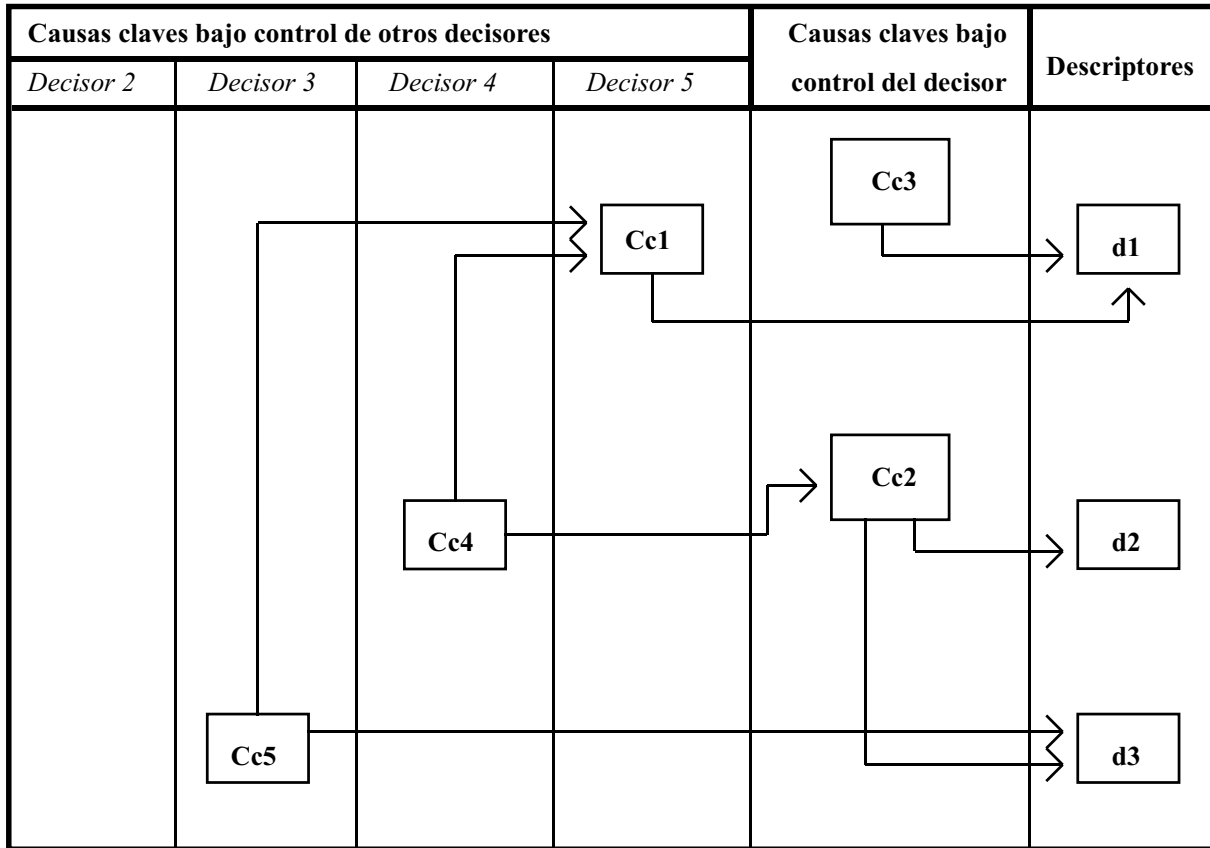 Causas claves bajo control de otros decisores
Causas claves bajo
control del decisor
Descriptores
Decisor 2
Decisor 3
Decisor 4
Decisor 5
Cc3
Cc1
d1
Cc2
Cc4
d2
Cc5
d3